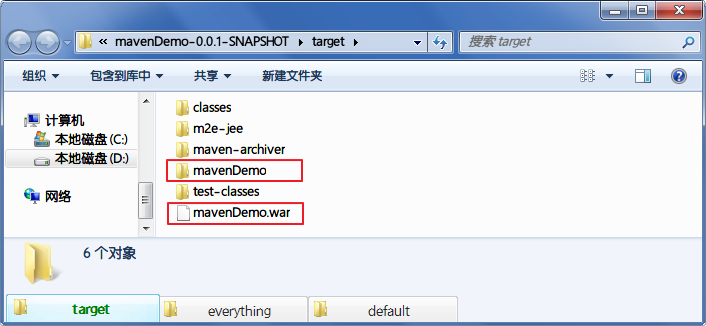 mavenDemo-0.0.1-SNAPSHOT target
搜索 target
组织 包含到库中 共享 新建文件夹
计算机
本地磁盘 (C:)
本地磁盘 (D:)
网络
classes
m2e-jee
maven-archiver
mavenDemo
test-classes
mavenDemo.war
6 个对象
target everything default